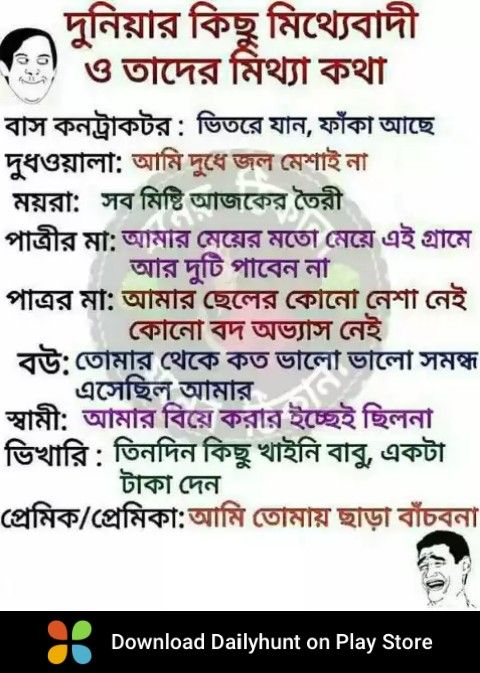 দুনিয়ার কিছু মিথ্যেবাদী
ও তাদের মিথ্যা কথা
বাস কনট্রাকটর : ভিতরে যান, ফাঁকা আছে
দুধওয়ালা: আমি দুধে জল মেশাই না
ময়রা: সব মিষ্টি আজকের তৈরী
পাত্রীর মা: আমার মেয়ের মতো মেয়ে এই গ্রামে
আর দুটি পাবেন না
পাত্রর মা: আমার ছেলের কোনো নেশা নেই
কোনো বদ অভ্যাস নেই
বউ: তোমার থেকে কত ভালো ভালো সমন্ধ
এসেছিল আমার
স্বামী: আমার বিয়ে করার ইচ্ছেই ছিলনা
ভিখারি : তিনদিন কিছু খাইনি বাবু, একটা
টাকা দেন
প্রেমিক/প্রেমিকা: আমি তোমায় ছাড়া বাঁচবনা
Download Dailyhunt on Play Store